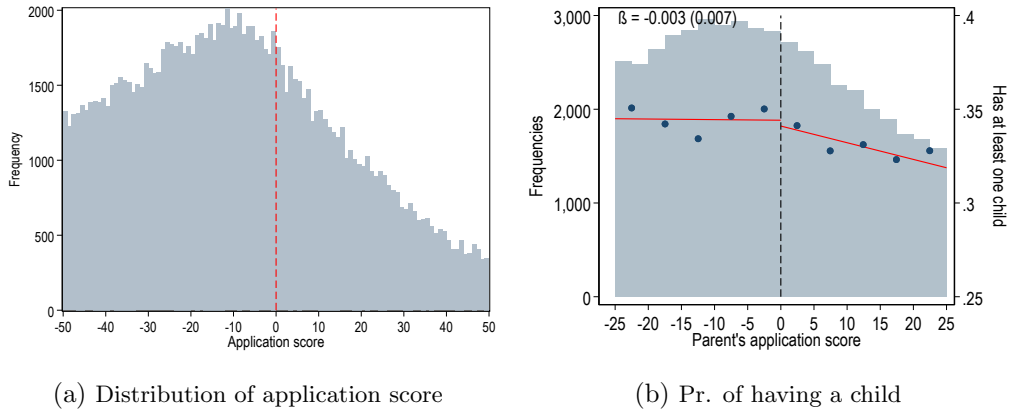 2000
1500
1000
500
0
Frequency
-50 -40 -30 -20 -10 0 10 20 30 40 50
Application score
(a) Distribution of application score
ß = -0.003 (0.007)
3,000
2,000
1,000
0
Frequencies
.4
.35
.3
.25
Has at least one child
-25 -20 -15 -10 -5 0 5 10 15 20 25
Parent's application score
(b) Pr. of having a child